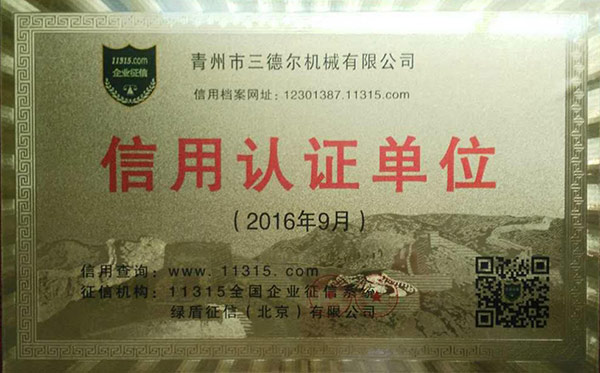 11315.com
企业征信
青州市三德尔机械有限公司
信用档案网址：12301387.11315.com
信用认证单位
（2016年9月）
信用查询：www.11315.com
征信机构：11315全国企业征信系统
绿盾征信（北京）有限公司